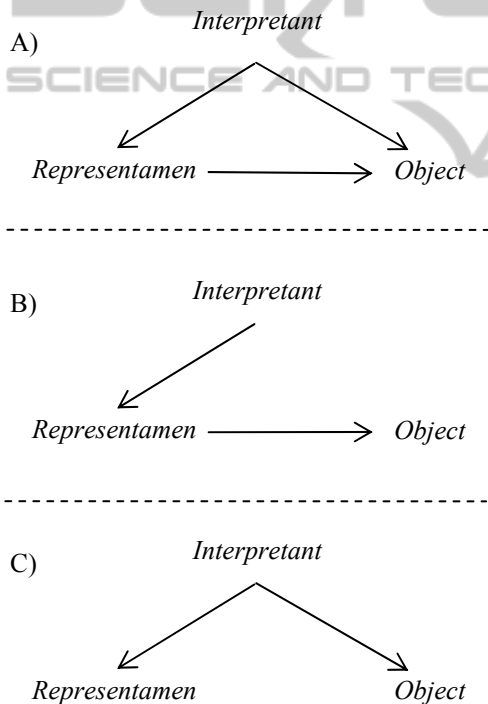 Interpretant
A)
SCIENCE AND TEC
Representamen Object
Interpretant
B)
Representamen Object
Interpretant
C)
Representamen Object